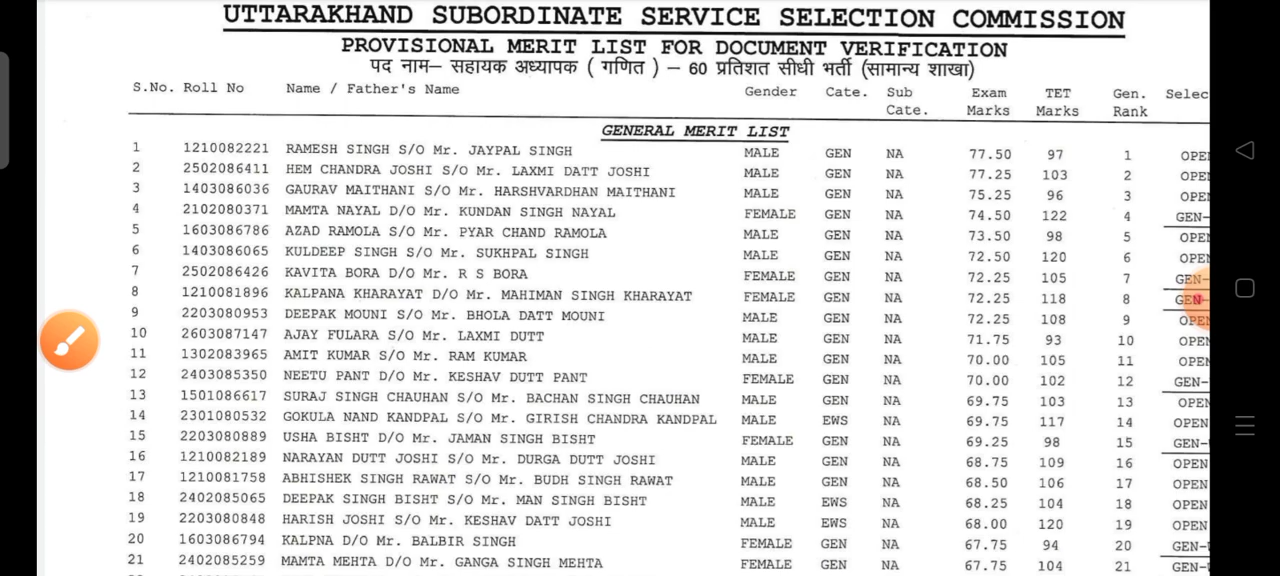 UTTARAKHAND SUBORDINATE SERVICE SELECTION COMMISSION
PROVISIONAL MERIT LIST FOR DOCUMENT VERIFICATION
पद नाम– सहायक अध्यापक ( गणित ) – 60 प्रतिशत सीधी भर्ती (सामान्य शाखा)
S.No. Roll No Name / Father's Name Gender Cate. Sub Cate. Exam Marks TET Marks Gen. Rank Selec
GENERAL MERIT LIST
1 1210082221 RAMESH SINGH S/O Mr. JAYPAL SINGH MALE GEN NA 77.50 97 1 OPE
2 2502086411 HEM CHANDRA JOSHI S/O Mr. LAXMI DATT JOSHI MALE GEN NA 77.25 103 2 OPE
3 1403086036 GAURAV MAITHANI S/O Mr. HARSHVARDHAN MAITHANI MALE GEN NA 75.25 96 3 OPE
4 2102080371 MAMTA NAYAL D/O Mr. KUNDAN SINGH NAYAL FEMALE GEN NA 74.50 122 4 GEN-
5 1603086786 AZAD RAMOLA S/O Mr. PYAR CHAND RAMOLA MALE GEN NA 73.50 98 5 OPE
6 1403086065 KULDEEP SINGH S/O Mr. SUKHPAL SINGH MALE GEN NA 72.50 120 6 OPE
7 2502086426 KAVITA BORA D/O Mr. R S BORA FEMALE GEN NA 72.25 105 7 GEN-
8 1210081896 KALPANA KHARAYAT D/O Mr. MAHIMAN SINGH KHARAYAT FEMALE GEN NA 72.25 118 8 GEN-
9 2203080953 DEEPAK MOUNI S/O Mr. BHOLA DATT MOUNI MALE GEN NA 72.25 108 9 OPE
10 2603087147 AJAY FULARA S/O Mr. LAXMI DUTT MALE GEN NA 71.75 93 10 OPE
11 1302083965 AMIT KUMAR S/O Mr. RAM KUMAR MALE GEN NA 70.00 105 11 OPE
12 2403085350 NEETU PANT D/O Mr. KESHAV DUTT PANT FEMALE GEN NA 70.00 102 12 GEN-
13 1501086617 SURAJ SINGH CHAUHAN S/O Mr. BACHAN SINGH CHAUHAN MALE GEN NA 69.75 103 13 OPEN
14 2301080532 GOKULA NAND KANDPAL S/O Mr. GIRISH CHANDRA KANDPAL MALE EWS NA 69.75 117 14 OPEN
15 2203080889 USHA BISHT D/O Mr. JAMAN SINGH BISHT FEMALE GEN NA 69.25 98 15 GEN-
16 1210082189 NARAYAN DUTT JOSHI S/O Mr. DURGA DUTT JOSHI MALE GEN NA 68.75 109 16 OPEN
17 1210081758 ABHISHEK SINGH RAWAT S/O Mr. BUDH SINGH RAWAT MALE GEN NA 68.50 106 17 OPEN
18 2402085065 DEEPAK SINGH BISHT S/O Mr. MAN SINGH BISHT MALE EWS NA 68.25 104 18 OPEN
19 2203080848 HARISH JOSHI S/O Mr. KESHAV DATT JOSHI MALE EWS NA 68.00 120 19 OPEN
20 1603086794 KALPNA D/O Mr. BALBIR SINGH FEMALE GEN NA 67.75 94 20 GEN-
21 2402085259 MAMTA MEHTA D/O Mr. GANGA SINGH MEHTA FEMALE GEN NA 67.75 104 21 GEN-